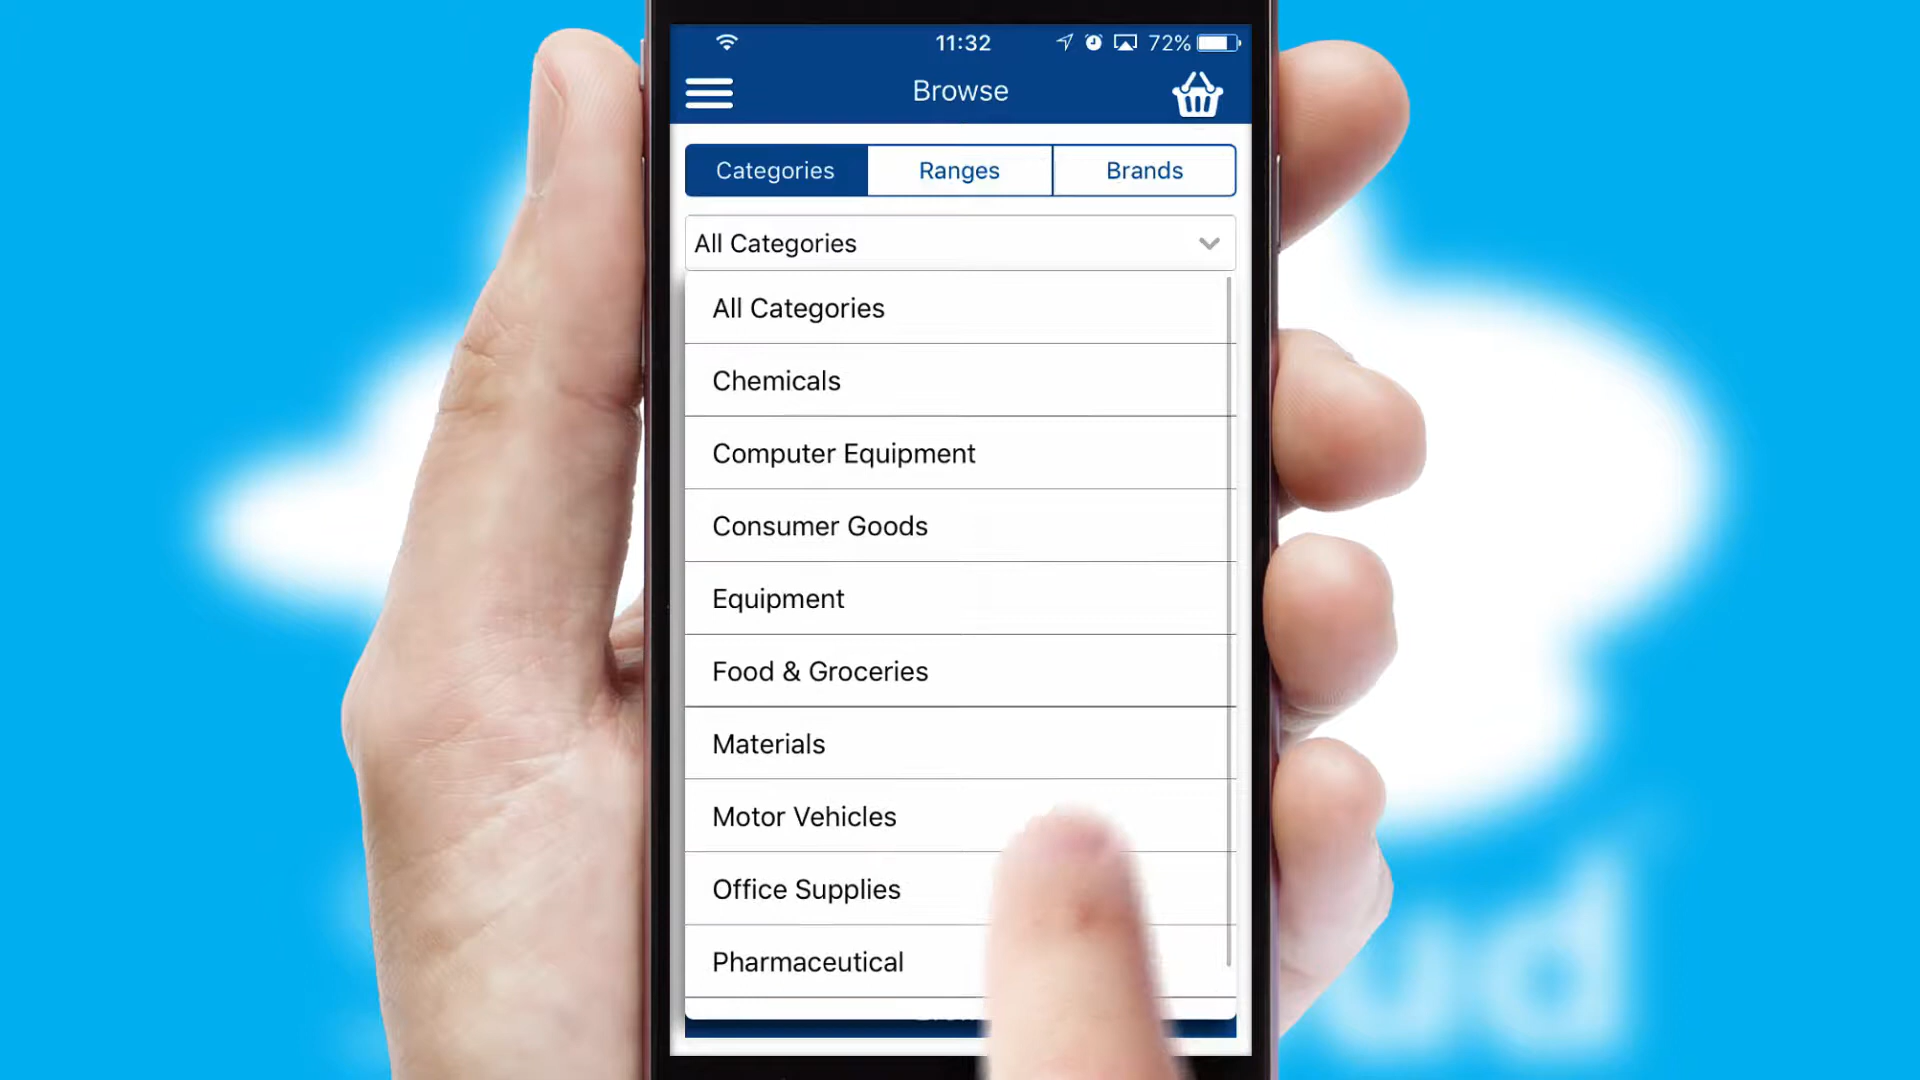 11:32
72%
Browse
Categories
Ranges
Brands
All Categories
All Categories
Chemicals
Computer Equipment
Consumer Goods
Equipment
Food & Groceries
Materials
Motor Vehicles
Office Supplies
Pharmaceutical